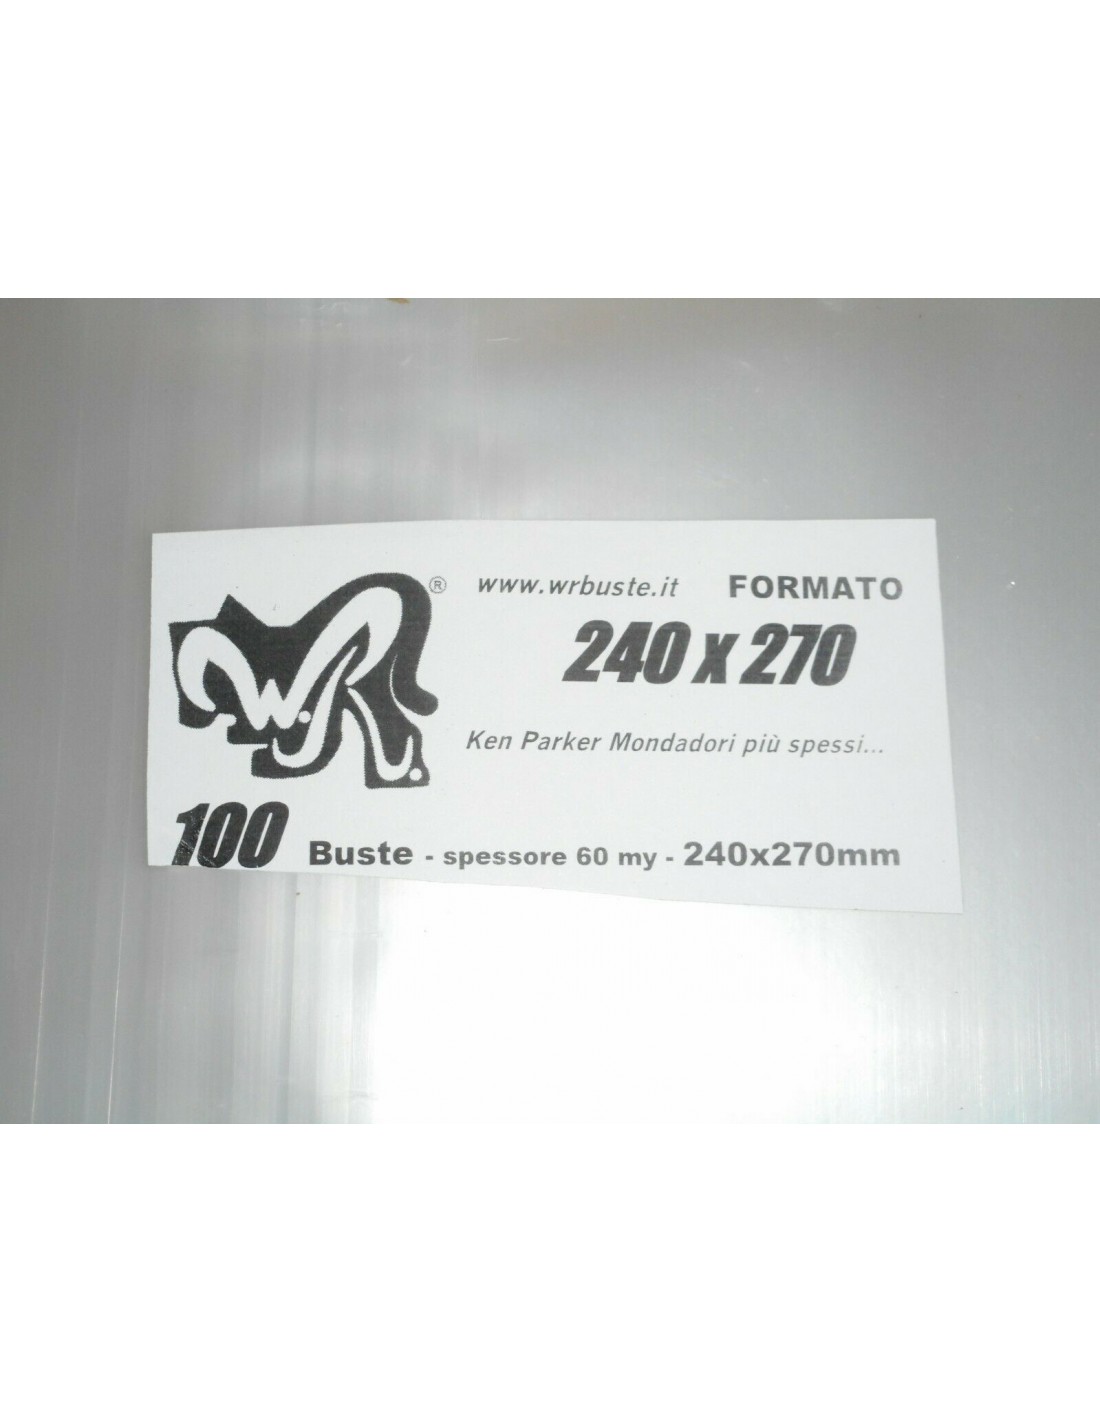 W.R. ®
www.wrbuste.it FORMATO
240 x 270
Ken Parker Mondadori più spessi...
100 Buste - spessore 60 my - 240x270mm